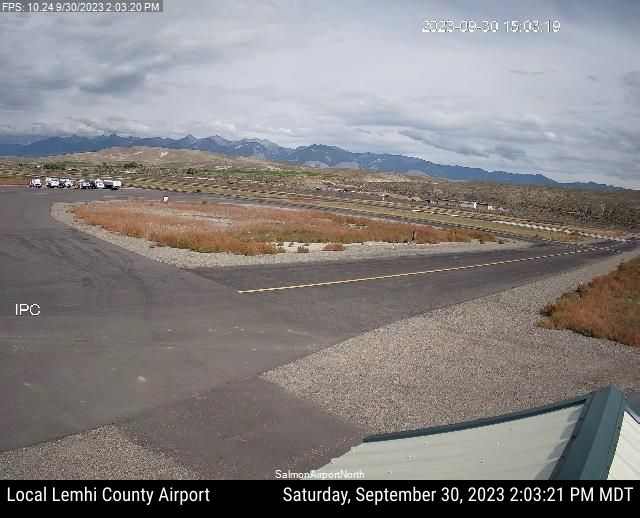 FPS: 10.24 9/30/2023 2:03:20 PM
2023-09-30 15:03:19
IPC
SalmonAirportNorth
Local Lemhi County Airport Saturday, September 30, 2023 2:03:21 PM MDT